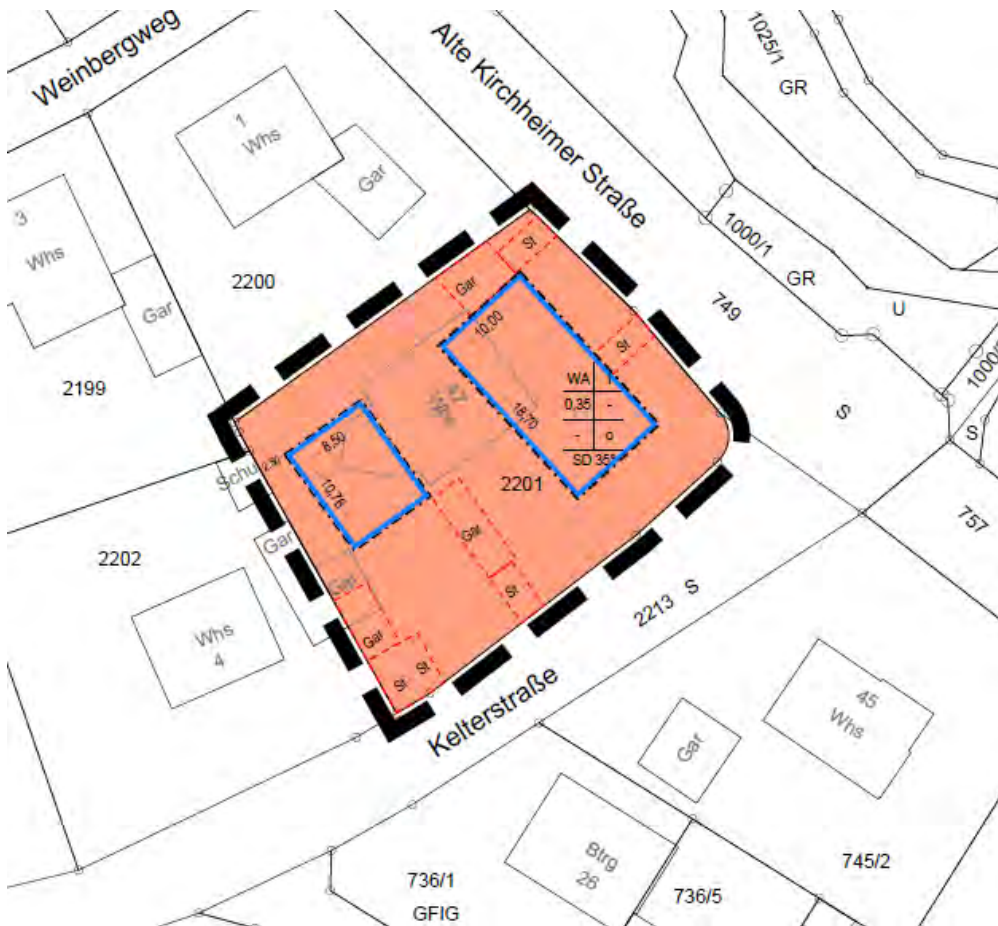 Weinbergweg
Alte Kirchheimer Straße
1025/1
GR
1
Whs
Gar
3
Whs
Gar
2200
2199
1000/1
GR
U
749
St
Gar
St
10,00
18,70
WA
0,35 -
- o
SD 35°
47
2201
8,50
10,76
Schu
2202
Gar
Whs
4
Gar
St
Gar
St
St
S
S
757
2213 S
Kelterstraße
45
Whs
Gar
Btrg
26
745/2
736/1
GFIG
736/5